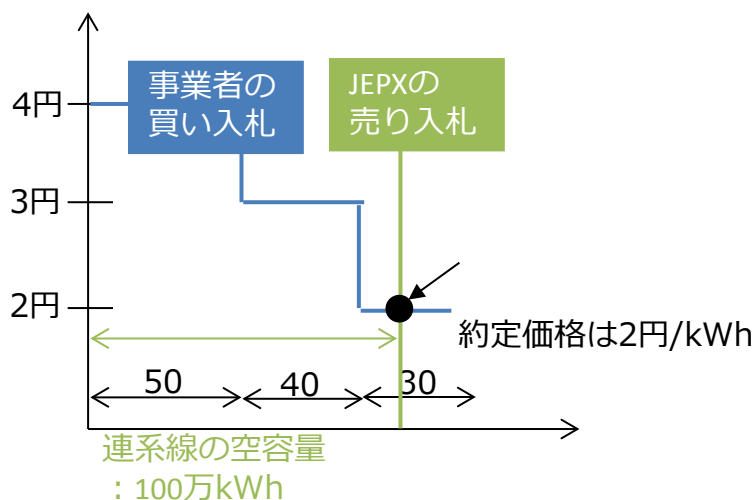 事業者の
買い入札
JEPXの
売り入札
4円
3円
2円
約定価格は2円/kWh
50
40
30
連系線の空容量
：100万kWh